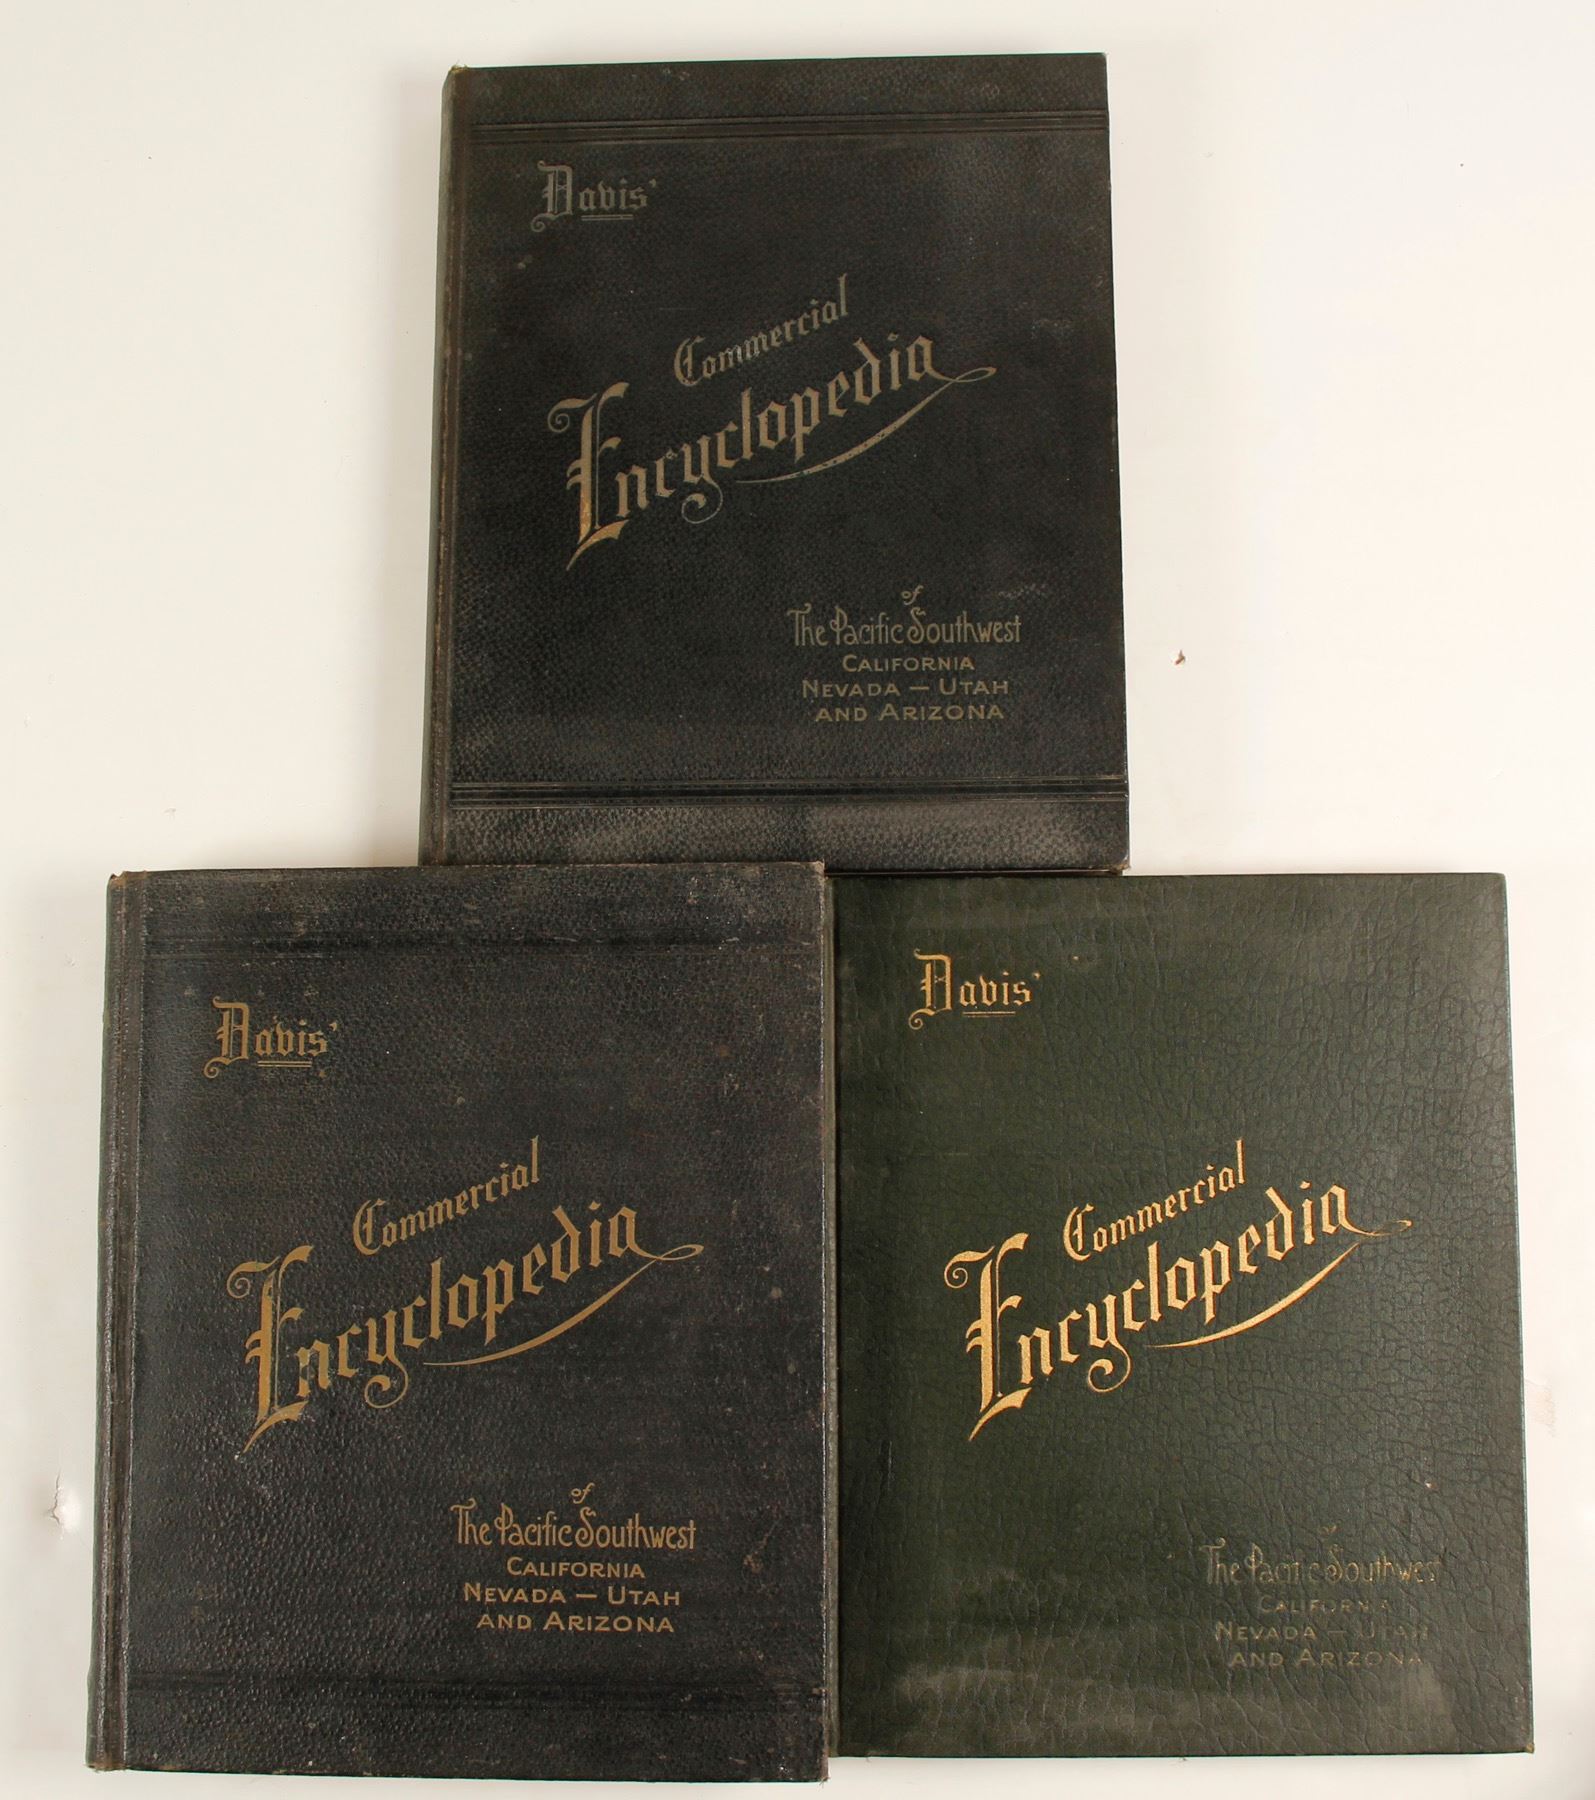 Davis'
Commercial
Encyclopedia
of
The Pacific Southwest
CALIFORNIA
NEVADA — UTAH
AND ARIZONA
Davis'
Commercial
Encyclopedia
of
The Pacific Southwest
CALIFORNIA
NEVADA — UTAH
AND ARIZONA
Davis'
Commercial
Encyclopedia
of
The Pacific Southwest
CALIFORNIA
NEVADA — UTAH
AND ARIZONA